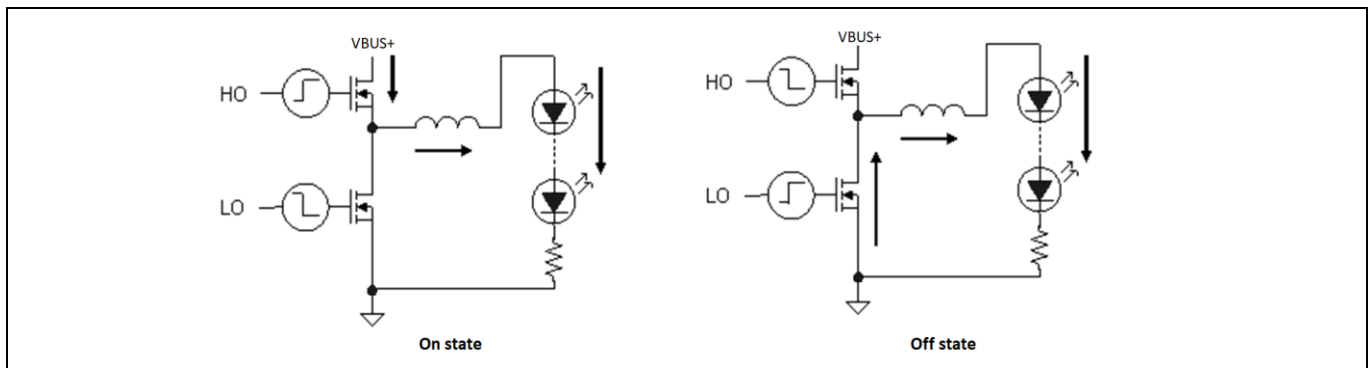 VBUS+
HO
LO
On state
VBUS+
HO
LO
Off state